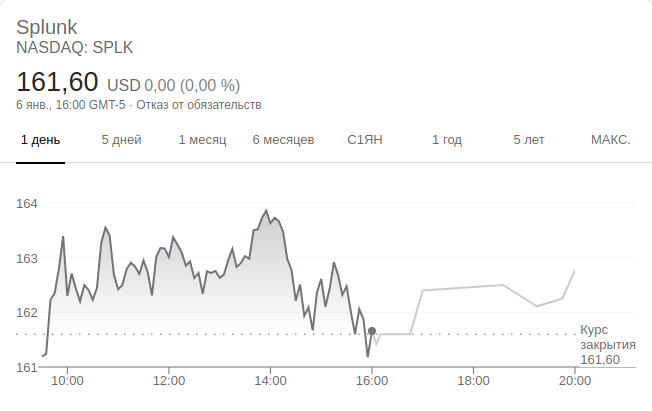 Splunk
NASDAQ: SPLK
161,60 USD 0,00 (0,00 %)
6 янв., 16:00 GMT-5 · Отказ от обязательств
1 день 5 дней 1 месяц 6 месяцев С1ЯН 1 год 5 лет МАКС.
164
163
162
161
Курс
закрытия
161,60
10:00 12:00 14:00 16:00 18:00 20:00